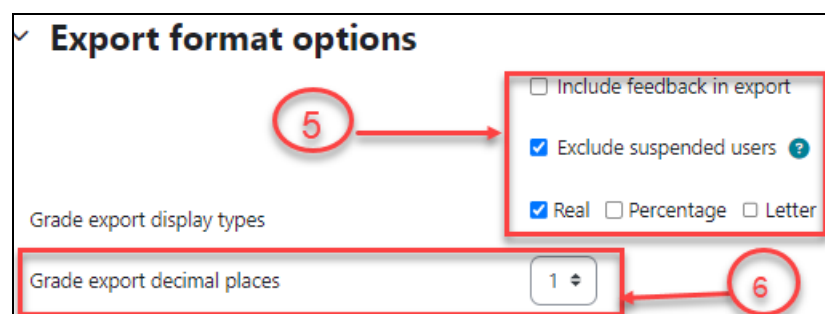 Export format options
Include feedback in export
5
Exclude suspended users ?
Grade export display types Real Percentage Letter
Grade export decimal places 1 6